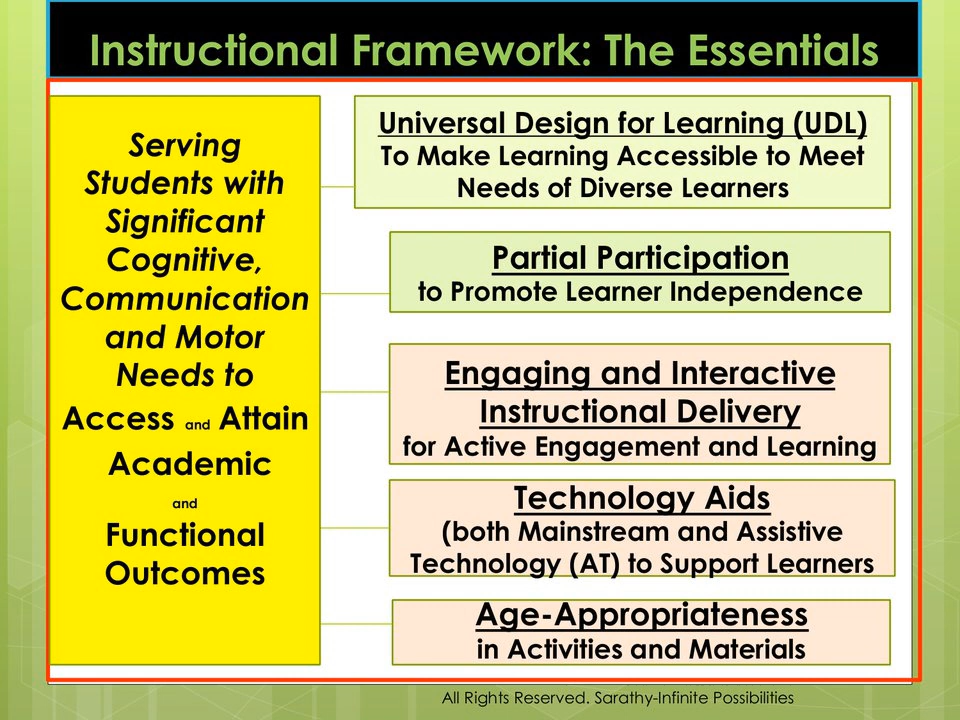 Instructional Framework: The Essentials
Serving
Students with
Significant
Cognitive,
Communication
and Motor
Needs to
Access and Attain
Academic
and
Functional
Outcomes
Universal Design for Learning (UDL)
To Make Learning Accessible to Meet
Needs of Diverse Learners
Partial Participation
to Promote Learner Independence
Engaging and Interactive
Instructional Delivery
for Active Engagement and Learning
Technology Aids
(both Mainstream and Assistive
Technology (AT) to Support Learners
Age-Appropriateness
in Activities and Materials
All Rights Reserved. Sarathy-Infinite Possibilities